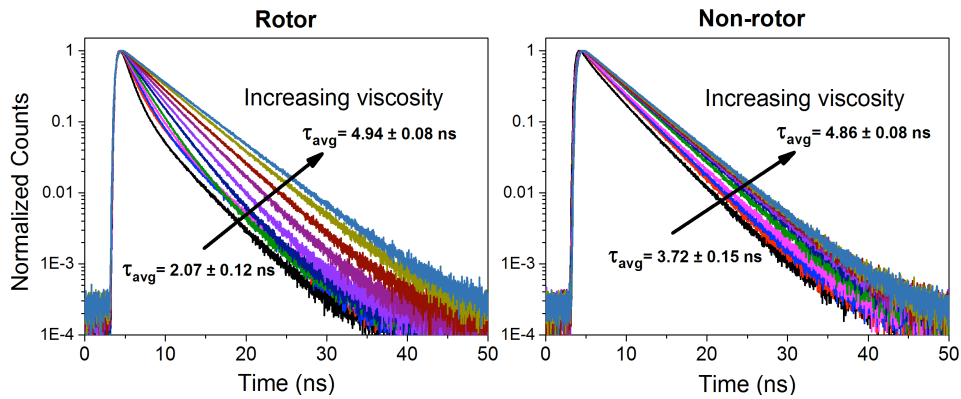 Rotor
Non-rotor
Normalized Counts
1
0.1
0.01
1E-3
1E-4
Increasing viscosity
τavg= 4.94 ± 0.08 ns
τavg= 2.07 ± 0.12 ns
0 10 20 30 40 50
Time (ns)
1
0.1
0.01
1E-3
1E-4
Increasing viscosity
τavg= 4.86 ± 0.08 ns
τavg= 3.72 ± 0.15 ns
0 10 20 30 40 50
Time (ns)